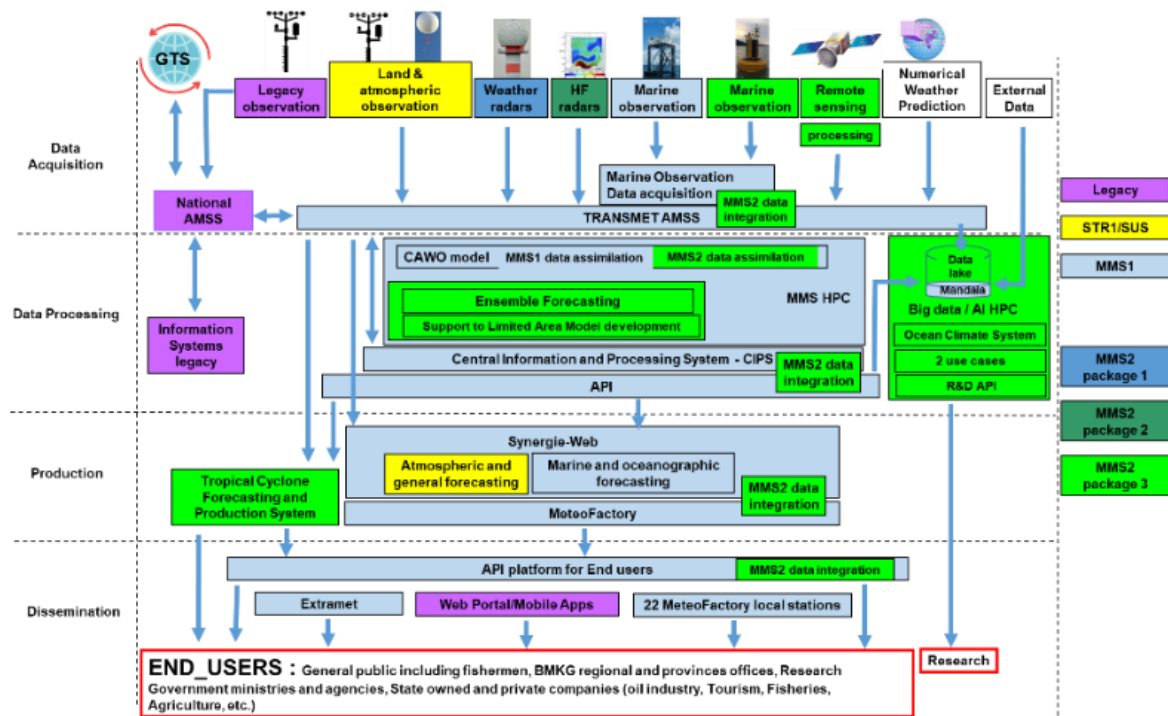 GTS
Legacy
observation
Land &
atmospheric
observation
Weather
radars
HF
radars
Marine
observation
Marine
observation
Remote
sensing
processing
Numerical
Weather
Prediction
External
Data
Data
Acquisition
National
AMSS
Marine Observation
Data acquisition
MMS2 data
integration
TRANSMET AMSS
Legacy
STR1/SUS
MMS1
MMS2
package 1
MMS2
package 2
MMS2
package 3
Data Processing
Information
Systems
legacy
CAWO model
MMS1 data assimilation
MMS2 data assimilation
MMS HPC
Ensemble Forecasting
Support to Limited Area Model development
Central Information and Processing System - CIPS
MMS2 data
integration
API
Data
lake
Mandala
Big data / AI HPC
Ocean Climate System
2 use cases
R&D API
Production
Synergie-Web
Atmospheric and
general forecasting
Marine and oceanographic
forecasting
MMS2 data
integration
MeteoFactory
Tropical Cyclone
Forecasting and
Production System
Dissemination
API platform for End users
MMS2 data integration
Extramet
Web Portal/Mobile Apps
22 MeteoFactory local stations
END_USERS : General public including fishermen, BMKG regional and provinces offices, Research
Government ministries and agencies, State owned and private companies (oil industry, Tourism, Fisheries,
Agriculture, etc.)
Research